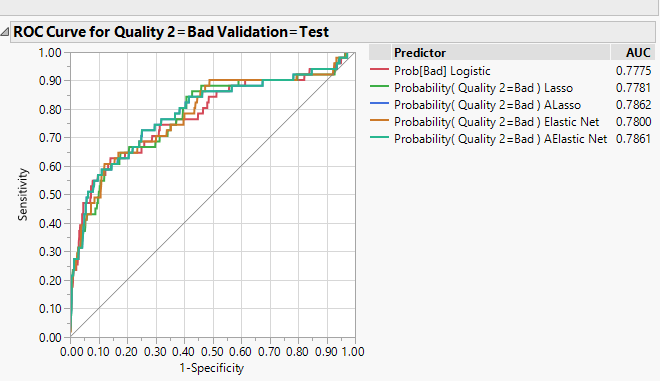 ROC Curve for Quality 2=Bad Validation=Test
Predictor AUC
Prob[Bad] Logistic 0.7775
Probability( Quality 2=Bad ) Lasso 0.7781
Probability( Quality 2=Bad ) ALasso 0.7862
Probability( Quality 2=Bad ) Elastic Net 0.7800
Probability( Quality 2=Bad ) AElastic Net 0.7861
Sensitivity
1.00
0.90
0.80
0.70
0.60
0.50
0.40
0.30
0.20
0.10
0.00
0.00 0.10 0.20 0.30 0.40 0.50 0.60 0.70 0.80 0.90 1.00
1-Specificity